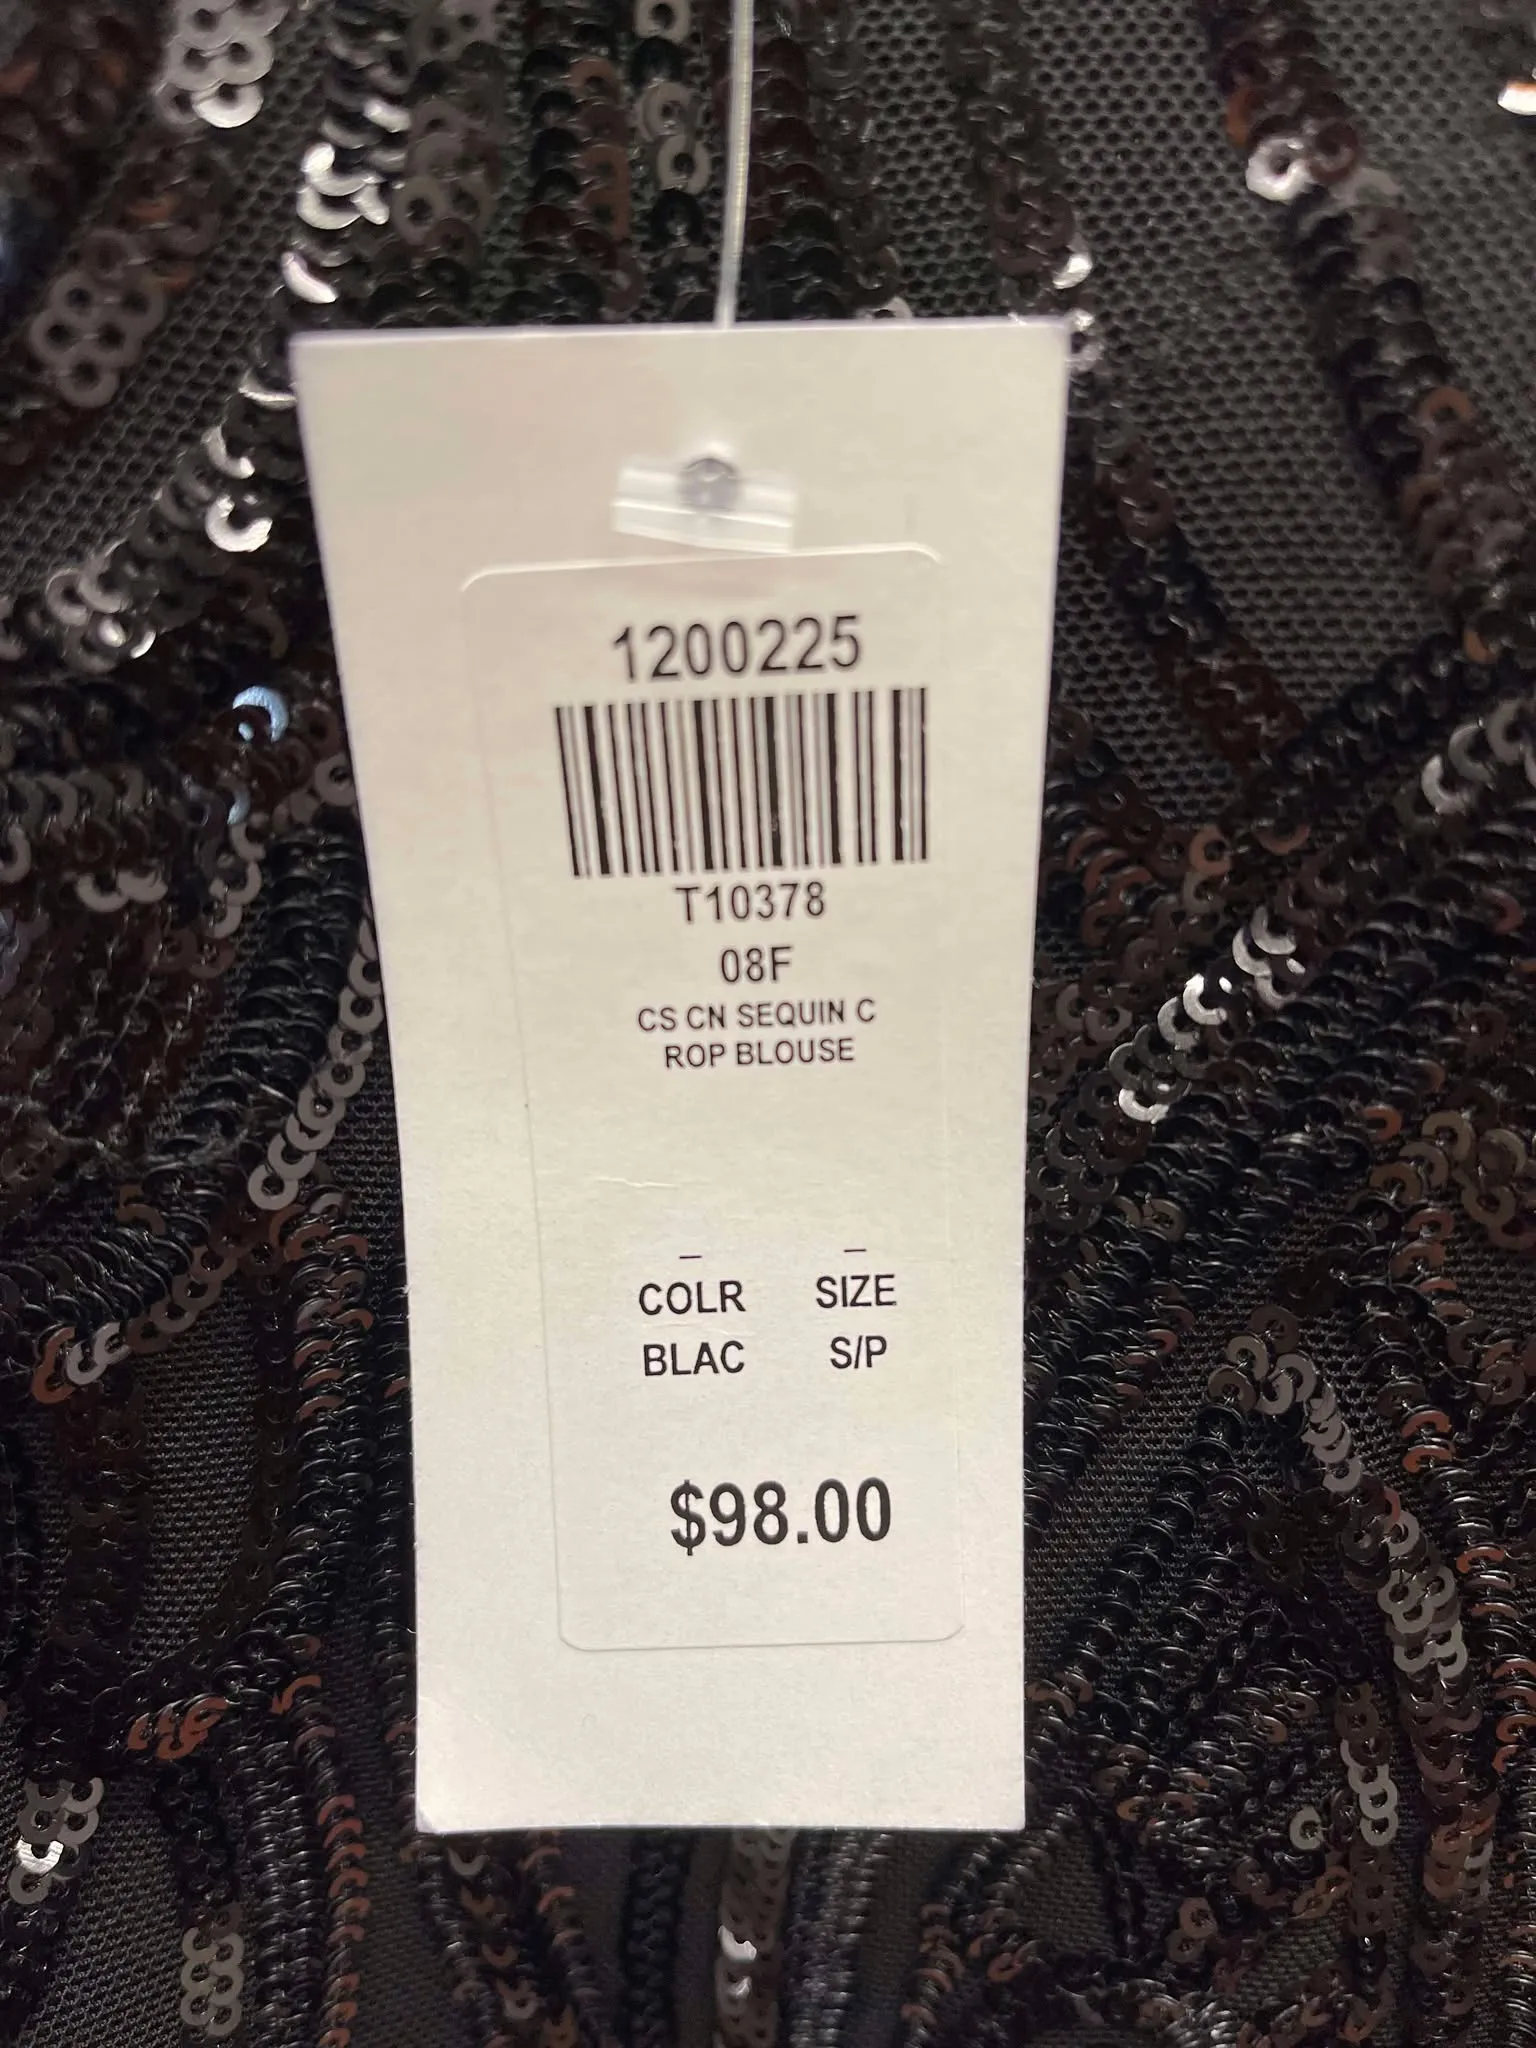 1200225
T10378
08F
CS CN SEQUIN C
ROP BLOUSE
COLR SIZE
BLAC S/P
$98.00